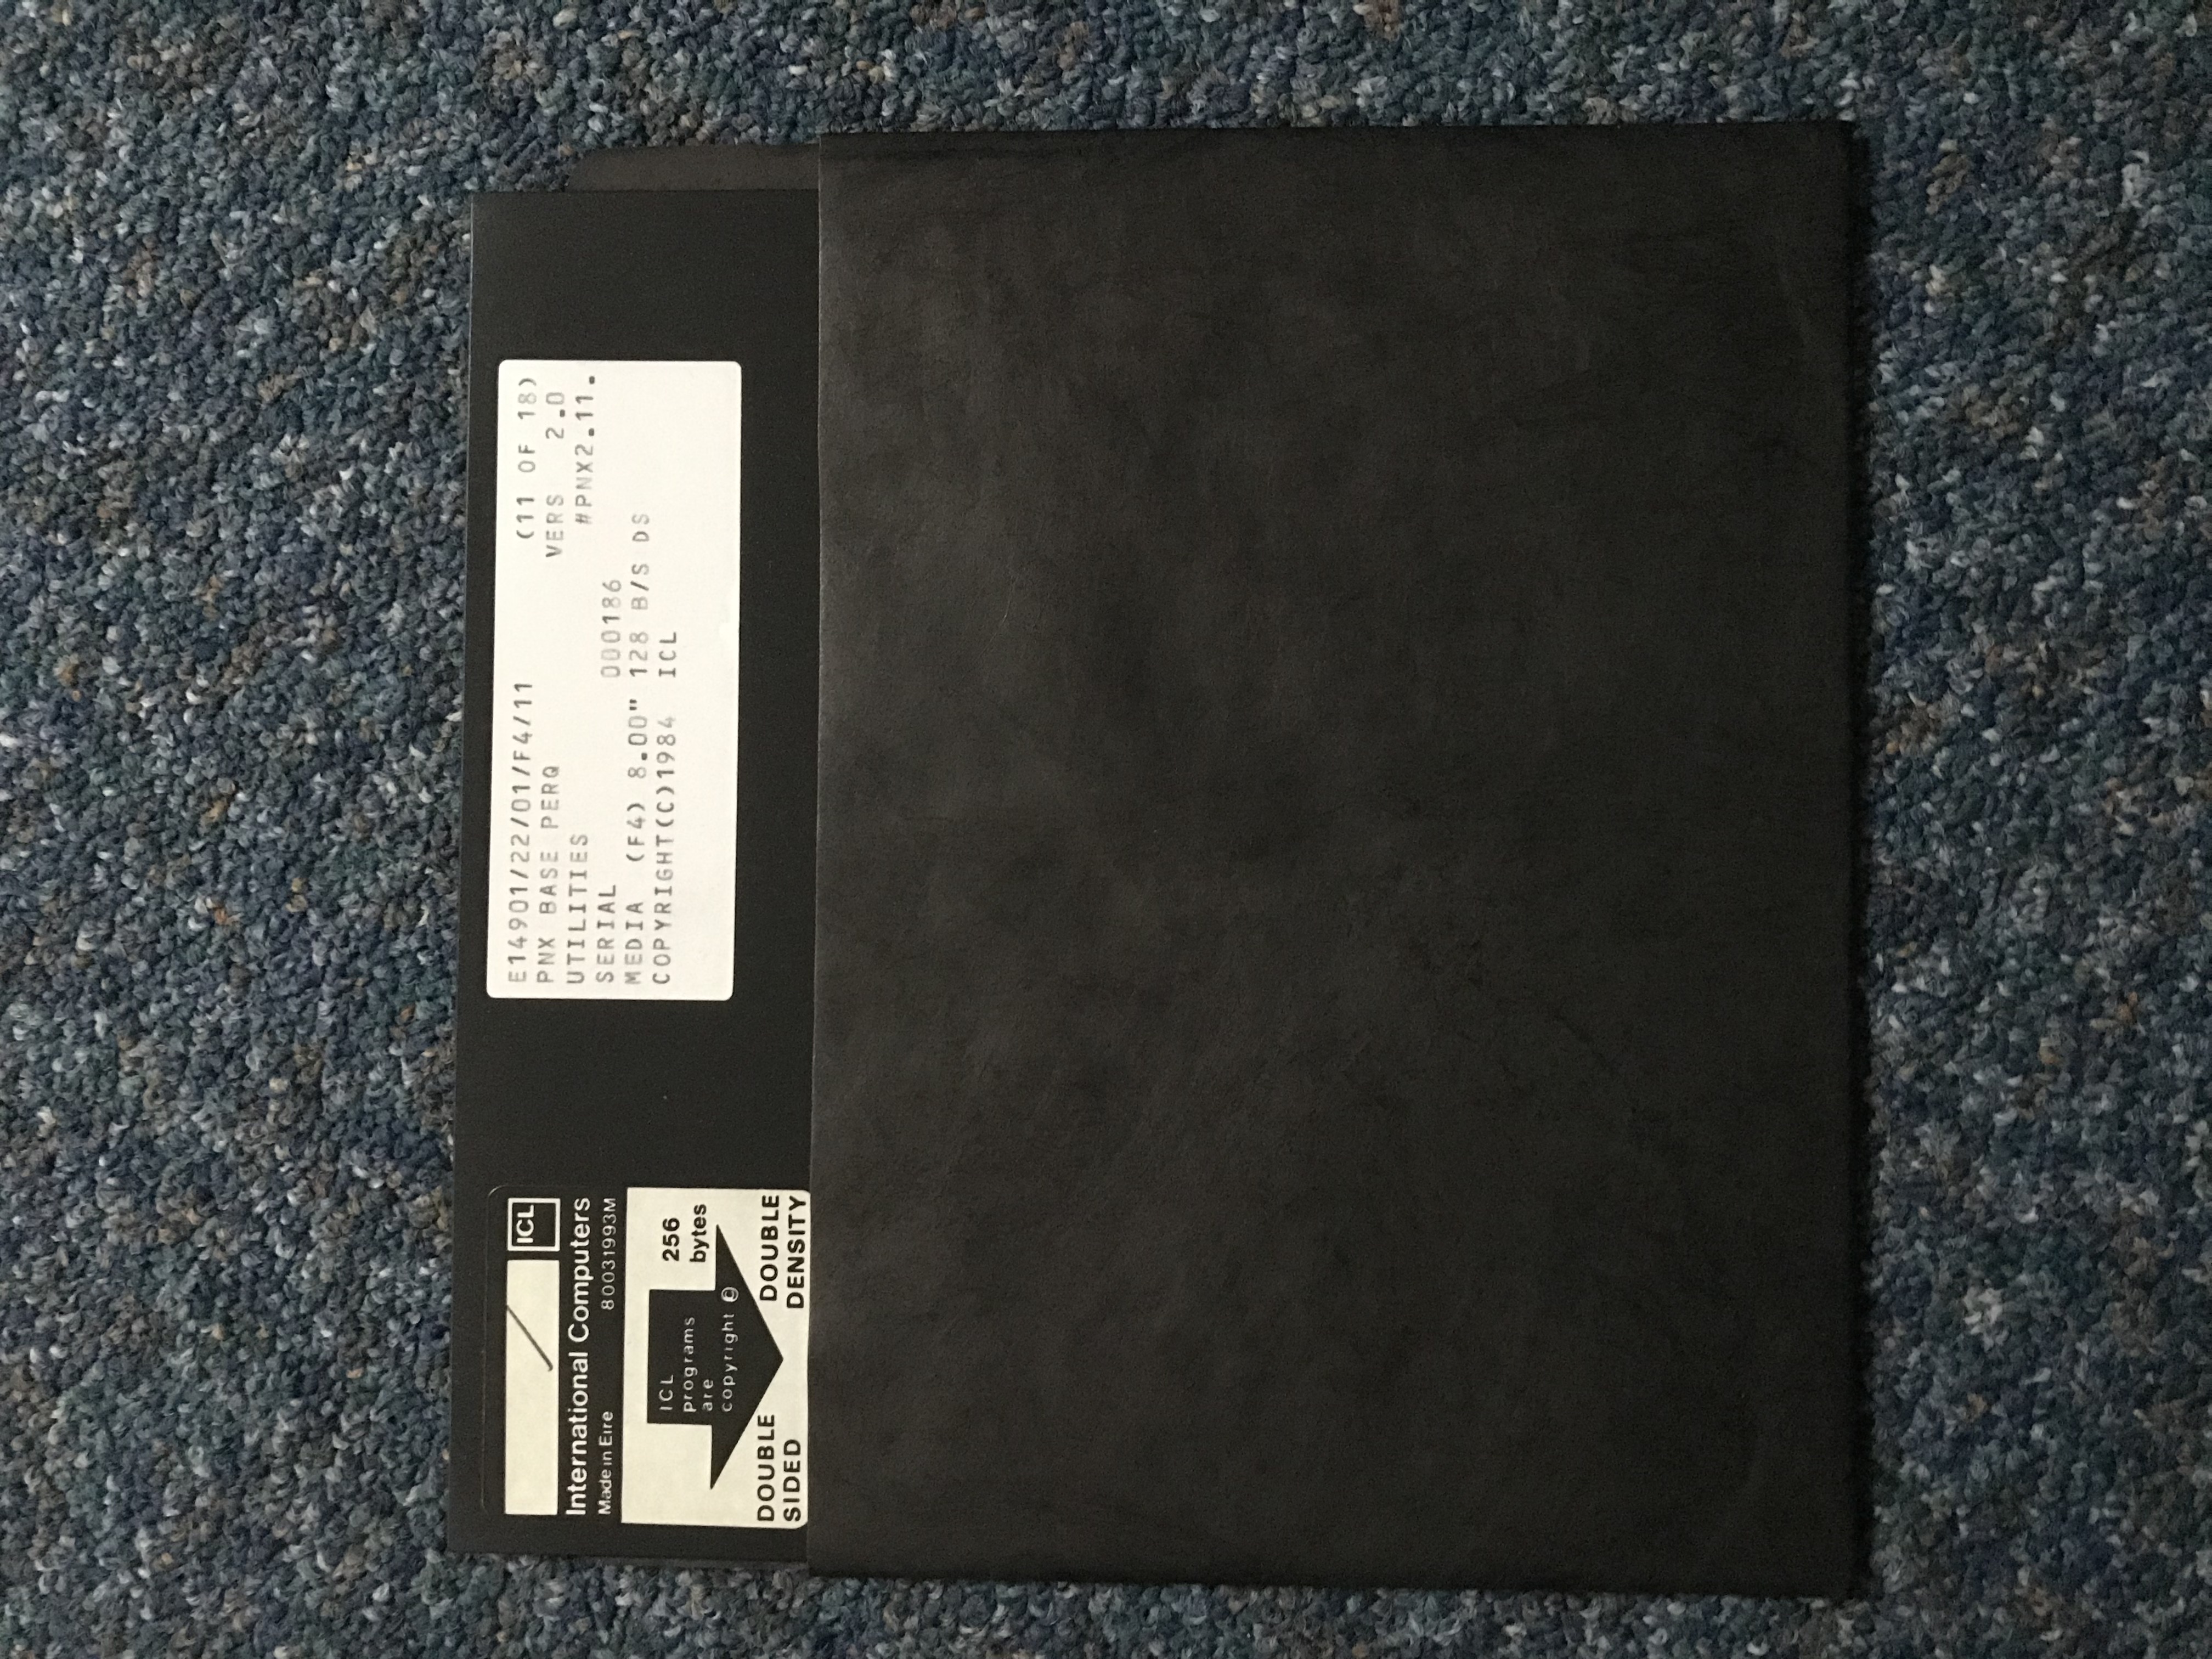 ICL
International Computers
Made in Eire 80031993M
ICL
programs
are
copyright ©
256
bytes
DOUBLE
SIDED
DOUBLE
DENSITY
E14901/22/01/F4/11 (11 OF 18)
PNX BASE PERQ VERS 2.0
UTILITIES #PNX2.11.
SERIAL 000186
MEDIA (F4) 8.00" 128 B/S DS
COPYRIGHT(C)1984 ICL